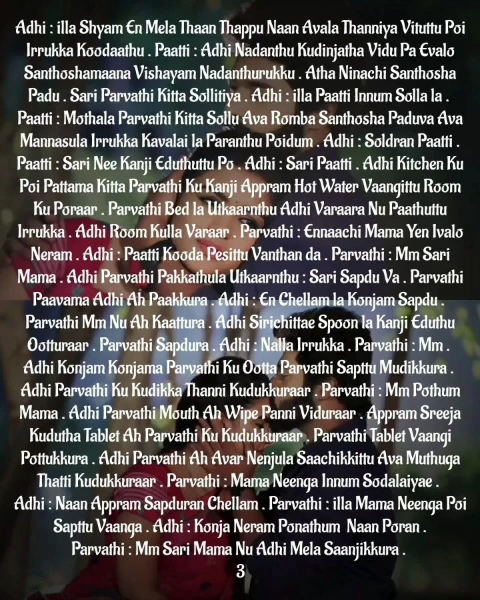 Adhi : illa Shyam En Mela Thaan Thappu Naan Avala Thanniya Vituttu Poi
Irrukka Koodaathu . Paatti : Adhi Nadanthu Kudinjatha Vidu Pa Evalo
Santhoshamaana Vishayam Nadanthurukku . Atha Ninachi Santhosha
Padu . Sari Parvathi Kitta Sollitiya . Adhi : illa Paatti Innum Solla la .
Paatti : Mothala Parvathi Kitta Sollu Ava Romba Santhosha Paduva Ava
Mannasula Irrukka Kavalai la Paranthu Poidum . Adhi : Soldran Paatti .
Paatti : Sari Nee Kanji Eduthuttu Po . Adhi : Sari Paatti . Adhi Kitchen Ku
Poi Pattama Kitta Parvathi Ku Kanji Appram Hot Water Vaangittu Room
Ku Poraar . Parvathi Bed la Utkaarnthu Adhi Varaara Nu Paathuttu
Irrukka . Adhi Room Kulla Varaar . Parvathi : Ennaachi Mama Yen Ivalo
Neram . Adhi : Paatti Kooda Pesittu Vanthan da . Parvathi : Mm Sari
Mama . Adhi Parvathi Pakkathula Utkaarnthu : Sari Sapdu Va . Parvathi
Paavama Adhi Ah Paakkura . Adhi : En Chellam la Konjam Sapdu .
Parvathi Mm Nu Ah Kaattura . Adhi Sirichittae Spoon la Kanji Eduthu
Ootturaar . Parvathi Sapdura . Adhi : Nalla Irrukka . Parvathi : Mm .
Adhi Konjam Konjama Parvathi Ku Ootta Parvathi Sapttu Mudikkura .
Adhi Parvathi Ku Kudikka Thanni Kudukkuraar . Parvathi : Mm Pothum
Mama . Adhi Parvathi Mouth Ah Wipe Panni Viduraar . Appram Sreeja
Kudutha Tablet Ah Parvathi Ku Kudukkuraar . Parvathi Tablet Vaangi
Pottukkura . Adhi Parvathi Ah Avar Nenjula Saachikkittu Ava Muthuga
Thatti Kudukkuraar . Parvathi : Mama Neenga Innum Sodalaiyae .
Adhi : Naan Appram Sapduran Chellam . Parvathi : illa Mama Neenga Poi
Sapttu Vaanga . Adhi : Konja Neram Ponathum Naan Poran .
Parvathi : Mm Sari Mama Nu Adhi Mela Saanjikkura .
3